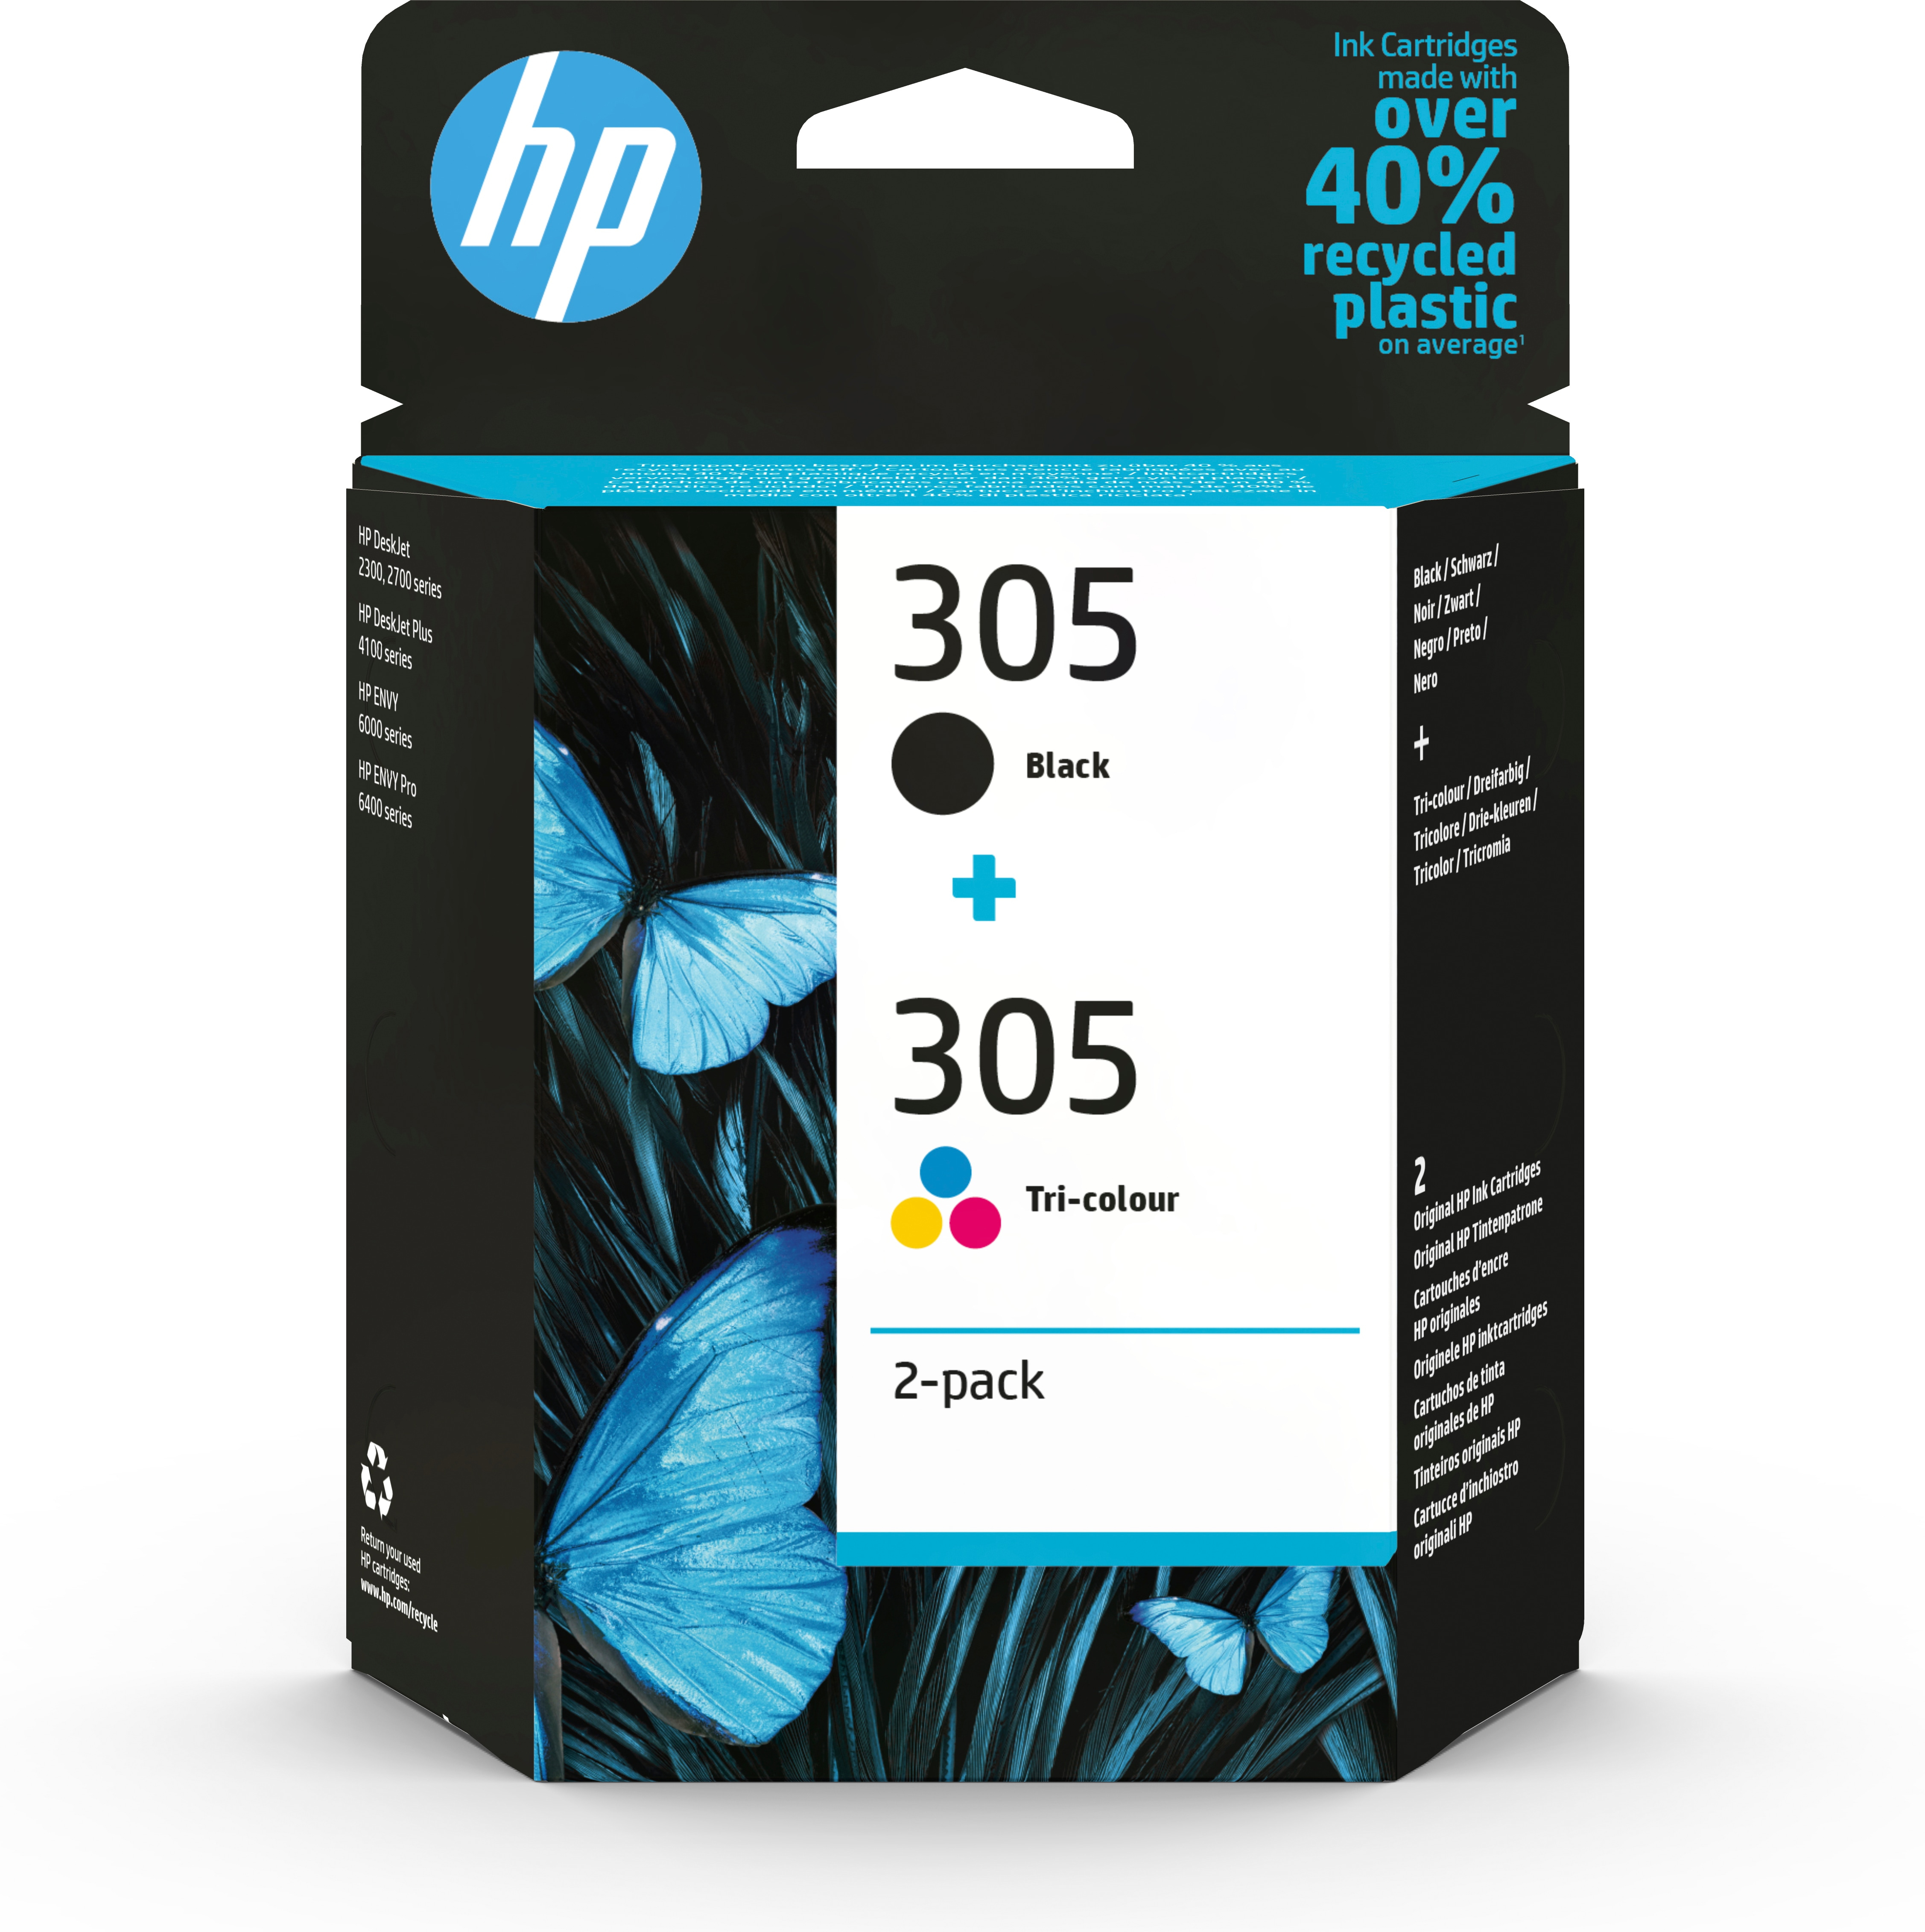 hp
Ink Cartridges
made with
over
40%
recycled
plastic
on average¹
HP DeskJet
2300, 2700 series
HP DeskJet Plus
4100 series
HP ENVY
6000 series
HP ENVY Pro
6400 series
Return your used
HP cartridges:
www.hp.com/recycle
305
Black
+
305
Tri-colour
2-pack
Black / Schwarz /
Noir / Zwart /
Negro / Preto /
Nero
+
Tri-colour / Dreifarbig /
Tricolore / Drie-kleuren /
Tricolor / Tricromia
2
Original HP Ink Cartridges
Original HP Tintenpatrone
Cartouches d'encre
HP originales
Originele HP inktcartridges
Cartuchos de tinta
originales de HP
Tinteiros originais HP
Cartucce d'inchiostro
originali HP